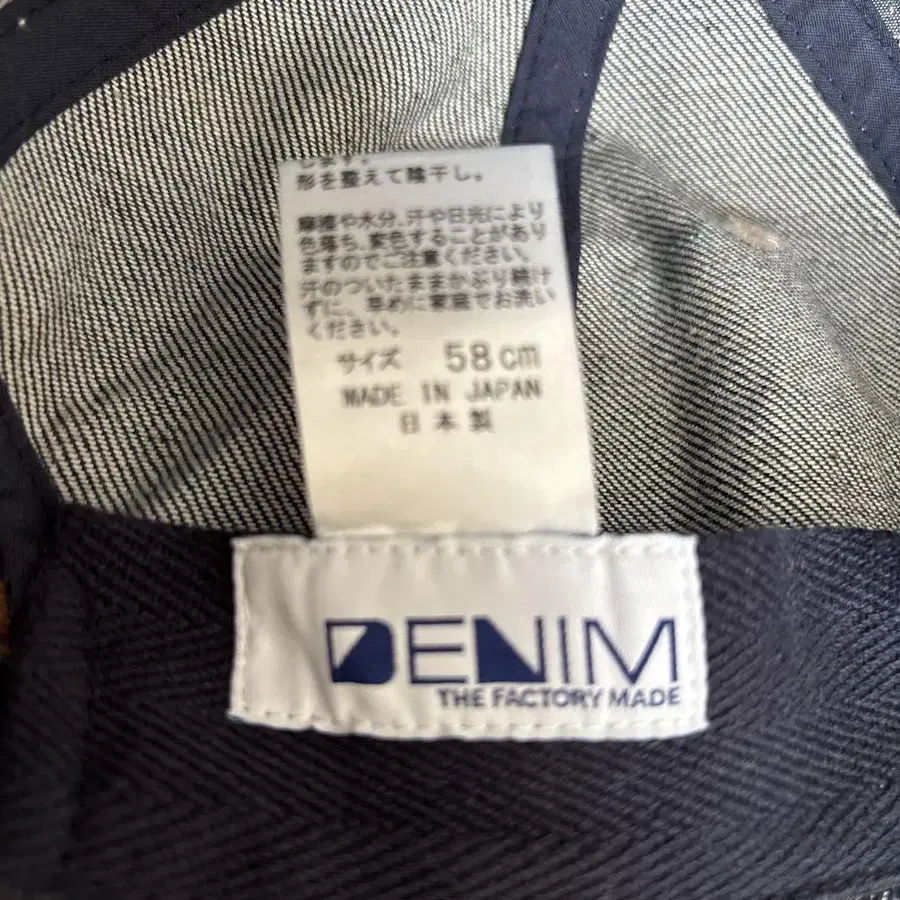 します。
形を整えて陰干し。
摩擦や水分、汗や日光により
色落ち、変色することがあり
ますのでご注意ください。
汗のついたままかぶり続け
ずに、早めに家庭でお洗い
ください。
サイズ 58cm
MADE IN JAPAN
日本製
DENIM
THE FACTORY MADE